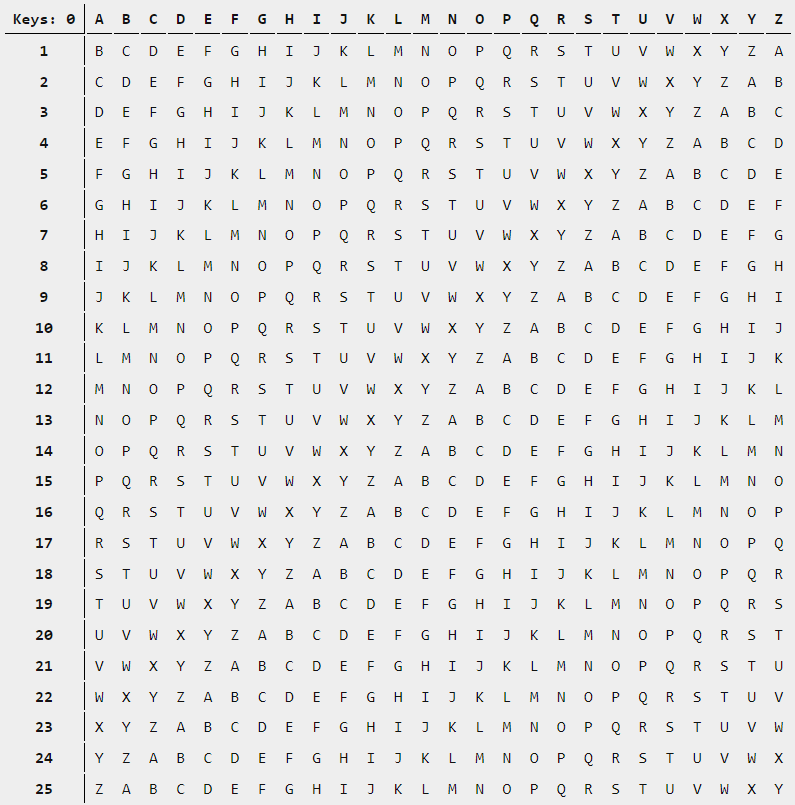 Keys: 0 A B C D E F G H I J K L M N O P Q R S T U V W X Y Z
1 B C D E F G H I J K L M N O P Q R S T U V W X Y Z A
2 C D E F G H I J K L M N O P Q R S T U V W X Y Z A B
3 D E F G H I J K L M N O P Q R S T U V W X Y Z A B C
4 E F G H I J K L M N O P Q R S T U V W X Y Z A B C D
5 F G H I J K L M N O P Q R S T U V W X Y Z A B C D E
6 G H I J K L M N O P Q R S T U V W X Y Z A B C D E F
7 H I J K L M N O P Q R S T U V W X Y Z A B C D E F G
8 I J K L M N O P Q R S T U V W X Y Z A B C D E F G H
9 J K L M N O P Q R S T U V W X Y Z A B C D E F G H I
10 K L M N O P Q R S T U V W X Y Z A B C D E F G H I J
11 L M N O P Q R S T U V W X Y Z A B C D E F G H I J K
12 M N O P Q R S T U V W X Y Z A B C D E F G H I J K L
13 N O P Q R S T U V W X Y Z A B C D E F G H I J K L M
14 O P Q R S T U V W X Y Z A B C D E F G H I J K L M N
15 P Q R S T U V W X Y Z A B C D E F G H I J K L M N O
16 Q R S T U V W X Y Z A B C D E F G H I J K L M N O P
17 R S T U V W X Y Z A B C D E F G H I J K L M N O P Q
18 S T U V W X Y Z A B C D E F G H I J K L M N O P Q R
19 T U V W X Y Z A B C D E F G H I J K L M N O P Q R S
20 U V W X Y Z A B C D E F G H I J K L M N O P Q R S T
21 V W X Y Z A B C D E F G H I J K L M N O P Q R S T U
22 W X Y Z A B C D E F G H I J K L M N O P Q R S T U V
23 X Y Z A B C D E F G H I J K L M N O P Q R S T U V W
24 Y Z A B C D E F G H I J K L M N O P Q R S T U V W X
25 Z A B C D E F G H I J K L M N O P Q R S T U V W X Y